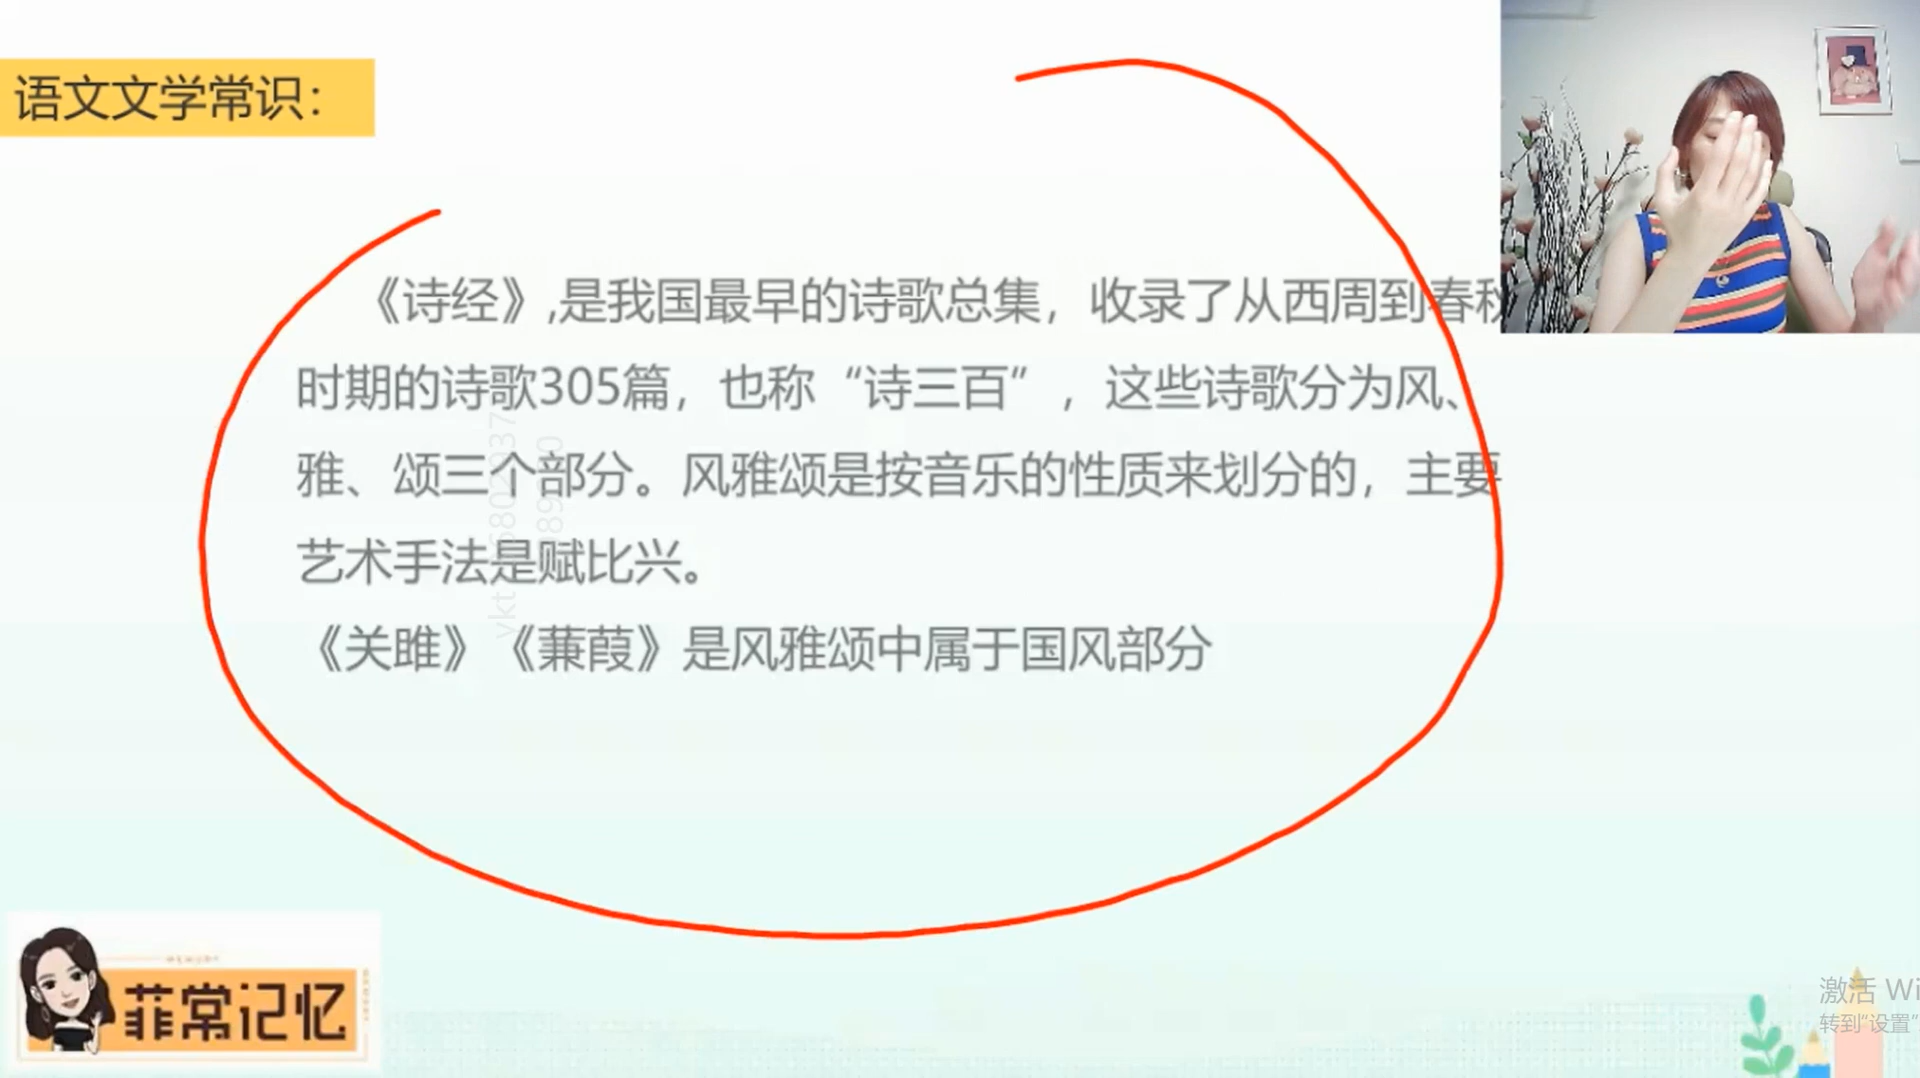 语文文学常识：
《诗经》,是我国最早的诗歌总集，收录了从西周到春秋
时期的诗歌305篇，也称“诗三百”，这些诗歌分为风、
雅、颂三个部分。风雅颂是按音乐的性质来划分的，主要
艺术手法是赋比兴。
《关雎》《蒹葭》是风雅颂中属于国风部分
菲常记忆
激活 Wi
转到“设置”